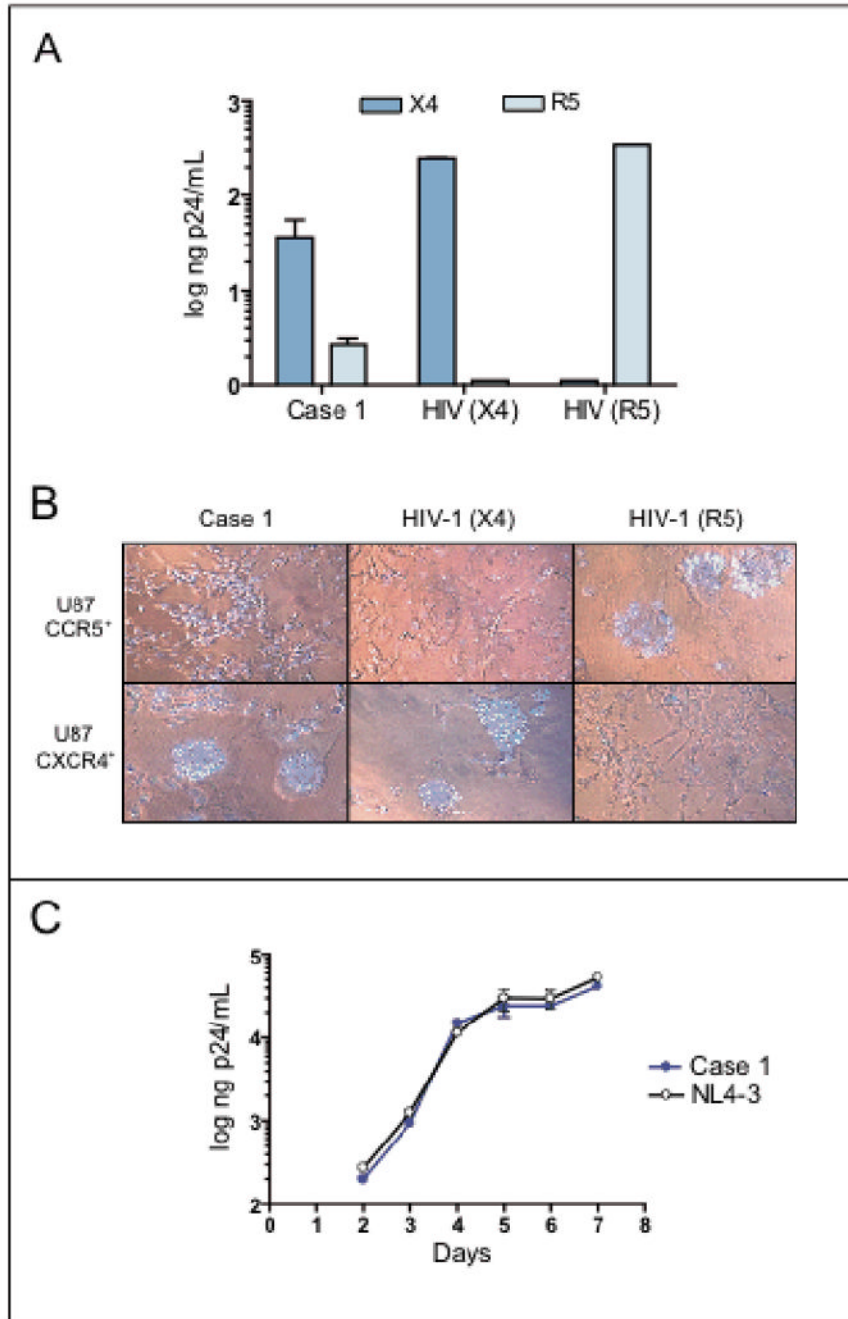 A
X4 R5
3
2
1
0
log ng p24/mL
Case 1 HIV (X4) HIV (R5)
B
Case 1 HIV-1 (X4) HIV-1 (R5)
U87
CCR5+
U87
CXCR4+
C
5
4
3
2
log ng p24/mL
0 1 2 3 4 5 6 7 8
Days
Case 1
NL4-3